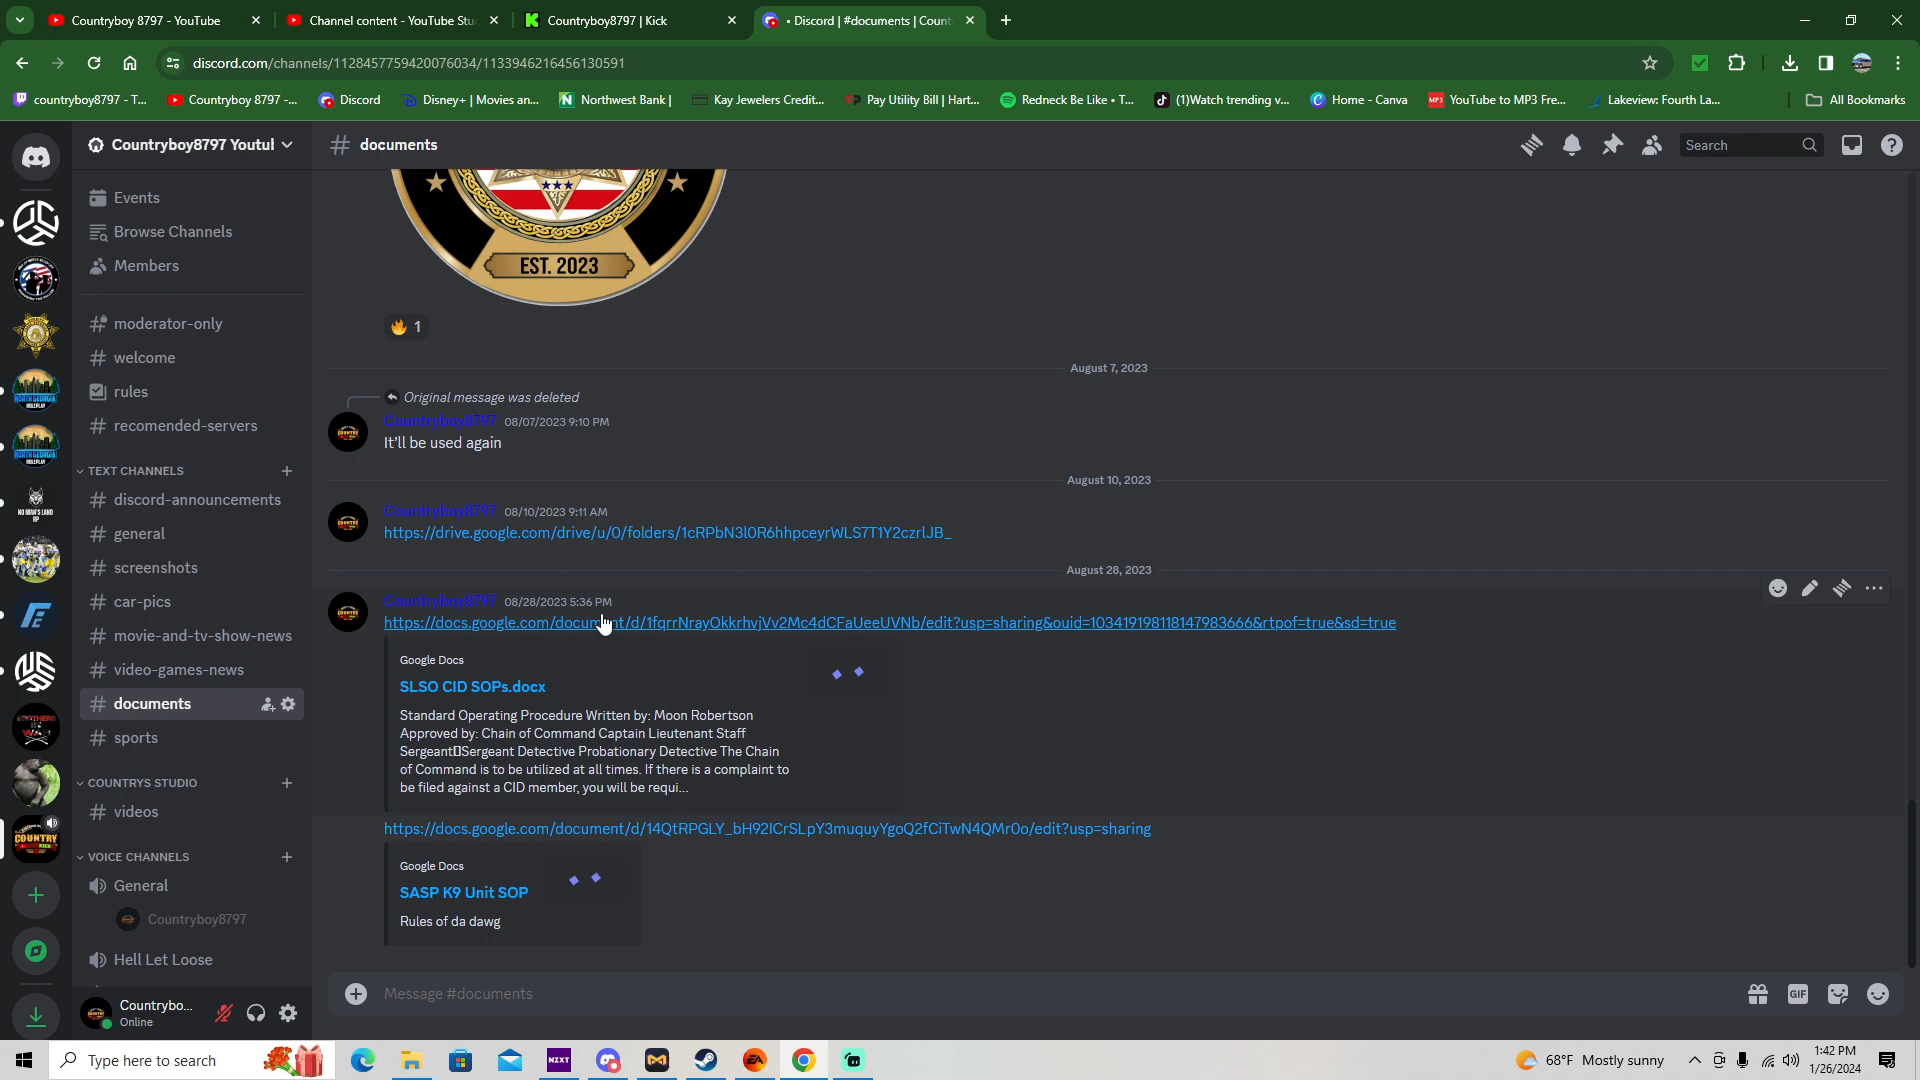 Countryboy 8797 - YouTube
Channel content - YouTube Stu
Countryboy8797 | Kick
• Discord | #documents | Coun
discord.com/channels/1128457759420076034/1133946216456130591
countryboy8797 - T...
Countryboy 8797 -...
Discord
Disney+ | Movies an...
Northwest Bank |
Kay Jewelers Credit...
Pay Utility Bill | Hart...
Redneck Be Like • T...
(1)Watch trending v...
Home - Canva
YouTube to MP3 Fre...
Lakeview: Fourth La...
All Bookmarks
Countryboy8797 Youtul
documents
Search
Events
Browse Channels
Members
moderator-only
welcome
rules
recomended-servers
TEXT CHANNELS
discord-announcements
general
screenshots
car-pics
movie-and-tv-show-news
video-games-news
documents
sports
COUNTRYS STUDIO
videos
VOICE CHANNELS
General
Countryboy8797
Hell Let Loose
Countrybo...
Online
EST. 2023
1
August 7, 2023
Original message was deleted
Countryboy8797 08/07/2023 9:10 PM
It'll be used again
August 10, 2023
Countryboy8797 08/10/2023 9:11 AM
https://drive.google.com/drive/u/0/folders/1cRPbN3l0R6hhpceyrWLS7T1Y2czrlJB_
August 28, 2023
Countryboy8797 08/28/2023 5:36 PM
https://docs.google.com/document/d/1fqrrNrayOkkrhvjVv2Mc4dCFaUeeUVNb/edit?usp=sharing&ouid=103419198118147983666&rtpof=true&sd=true
Google Docs
SLSO CID SOPs.docx
Standard Operating Procedure Written by: Moon Robertson
Approved by: Chain of Command Captain Lieutenant Staff
Sergeant Sergeant Detective Probationary Detective The Chain
of Command is to be utilized at all times. If there is a complaint to
be filed against a CID member, you will be requi...
https://docs.google.com/document/d/14QtRPGLY_bH92ICrSLpY3muquyYgoQ2fCiTwN4QMr0o/edit?usp=sharing
Google Docs
SASP K9 Unit SOP
Rules of da dawg
Message #documents
GIF
Type here to search
NZXT
EA
68°F Mostly sunny
1:42 PM
1/26/2024